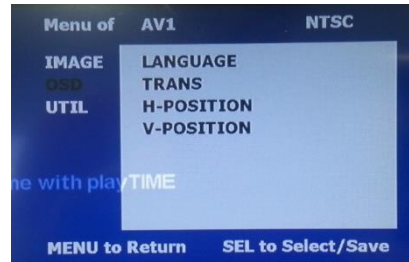 Menu of AV1 NTSC
IMAGE LANGUAGE
OSD TRANS
UTIL H-POSITION
V-POSITION
ne with playTIME
MENU to Return SEL to Select/Save